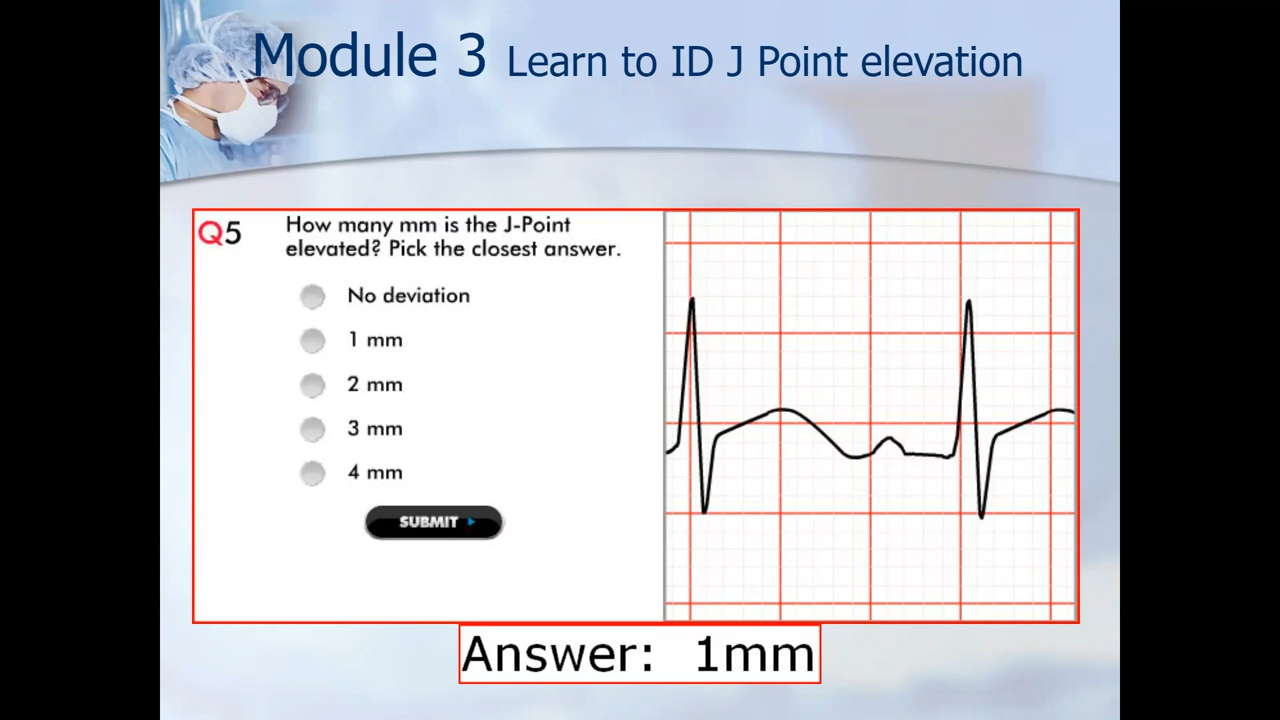 Module 3 Learn to ID J Point elevation
Q5
How many mm is the J-Point
elevated? Pick the closest answer.
No deviation
1 mm
2 mm
3 mm
4 mm
SUBMIT
Answer: 1mm